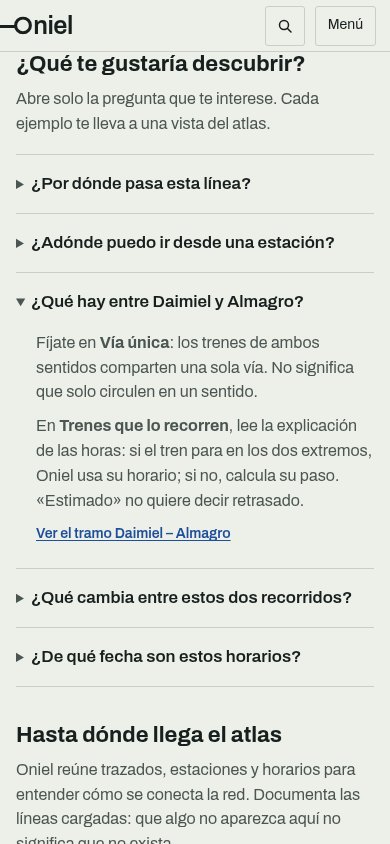 Oniel
Menú
¿Qué te gustaría descubrir?
Abre solo la pregunta que te interese. Cada
ejemplo te lleva a una vista del atlas.
¿Por dónde pasa esta línea?
¿Adónde puedo ir desde una estación?
¿Qué hay entre Daimiel y Almagro?
Fíjate en Vía única: los trenes de ambos
sentidos comparten una sola vía. No significa
que solo circulen en un sentido.
En Trenes que lo recorren, lee la explicación
de las horas: si el tren para en los dos extremos,
Oniel usa su horario; si no, calcula su paso.
«Estimado» no quiere decir retrasado.
Ver el tramo Daimiel – Almagro
¿Qué cambia entre estos dos recorridos?
¿De qué fecha son estos horarios?
Hasta dónde llega el atlas
Oniel reúne trazados, estaciones y horarios para
entender cómo se conecta la red. Documenta las
líneas cargadas: que algo no aparezca aquí no
significa que no exista.